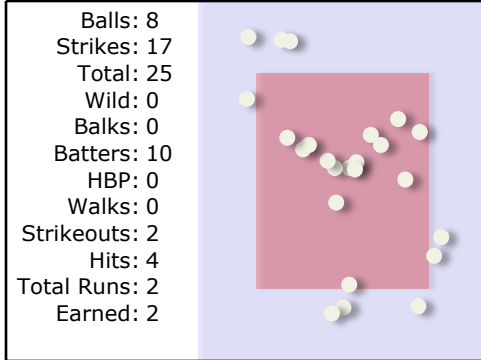 Balls: 8
Strikes: 17
Total: 25
Wild: 0
Balks: 0
Batters: 10
HBP: 0
Walks: 0
Strikeouts: 2
Hits: 4
Total Runs: 2
Earned: 2